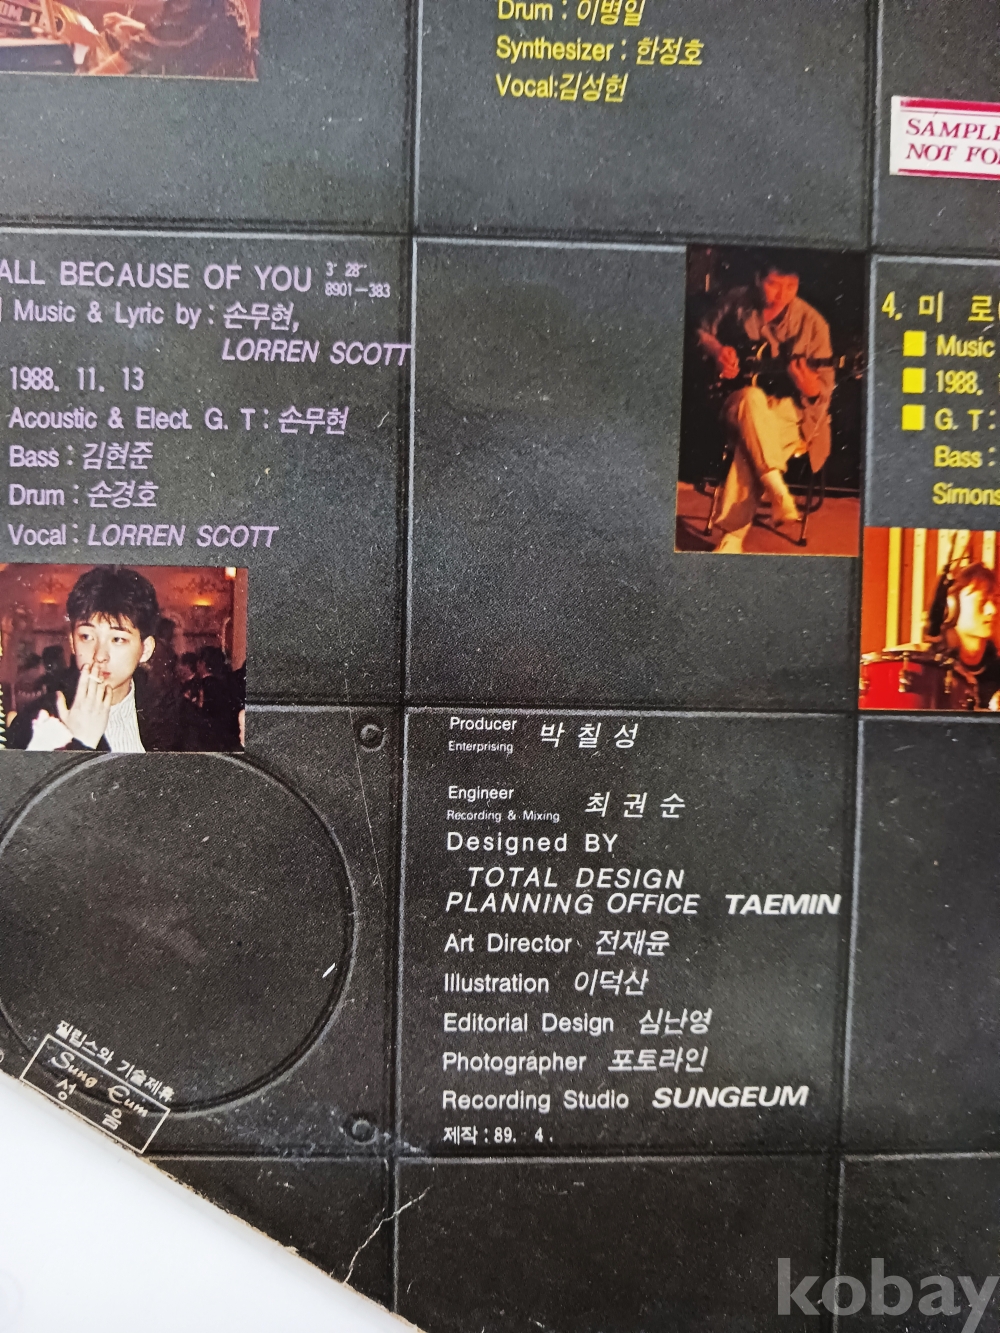 Drum : 이병일
Synthesizer : 한정호
Vocal:김성헌
SAMPLE
NOT FOR
ALL BECAUSE OF YOU 3′ 28″
8901-383
Music & Lyric by : 손무현,
LORREN SCOTT
1988. 11. 13
Acoustic & Elect. G. T : 손무현
Bass : 김현준
Drum : 손경호
Vocal : LORREN SCOTT
4. 미 로
Music
1988.
G. T :
Bass :
Simons
Producer 박 칠 성
Enterprising
Engineer 최 권 순
Recording & Mixing
Designed BY
TOTAL DESIGN
PLANNING OFFICE TAEMIN
Art Director 전재윤
Illustration 이덕산
Editorial Design 심난영
Photographer 포토라인
Recording Studio SUNGEUM
제작 : 89. 4.
필립스와 기술제휴
Sung Eum
성 음
kobay